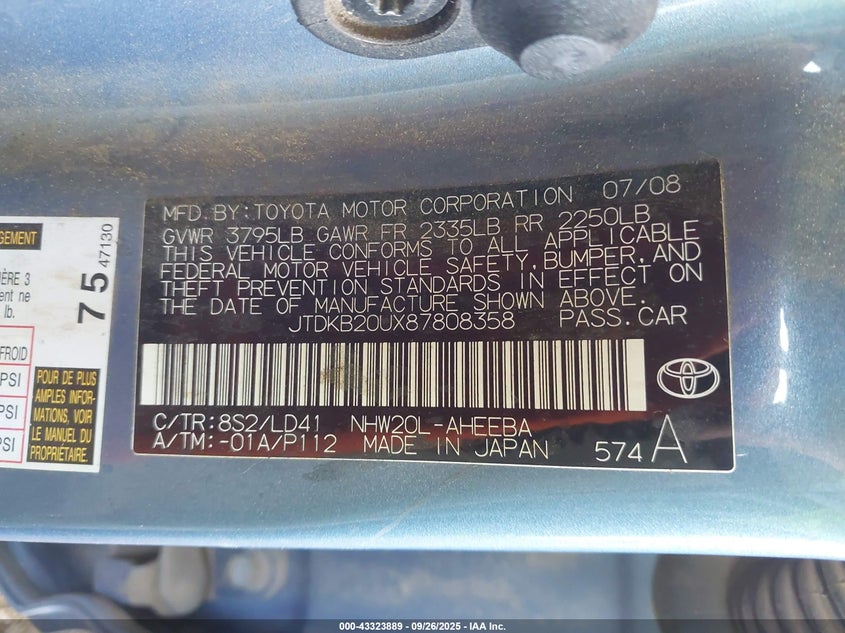 MFD. BY: TOYOTA MOTOR CORPORATION 07/08
GVWR 3795LB GAWR FR 2335LB RR 2250LB
THIS VEHICLE CONFORMS TO ALL APPLICABLE
FEDERAL MOTOR VEHICLE SAFETY, BUMPER, AND
THEFT PREVENTION STANDARDS IN EFFECT ON
THE DATE OF MANUFACTURE SHOWN ABOVE.
JTDKB20UX87808358 PASS. CAR
C/TR: 8S2/LD41 NHW20L-AHEEBA
A/TM: -01A/P112 MADE IN JAPAN 574 A
GEMENT
IÈRE 3
ent ne
lb.
75 47130
FROID
PSI
PSI
PSI
POUR DE PLUS
AMPLES INFOR-
MATIONS, VOIR
LE MANUEL DU
PROPRIÉTAIRE.
000-43323889 - 09/26/2025 - IAA Inc.